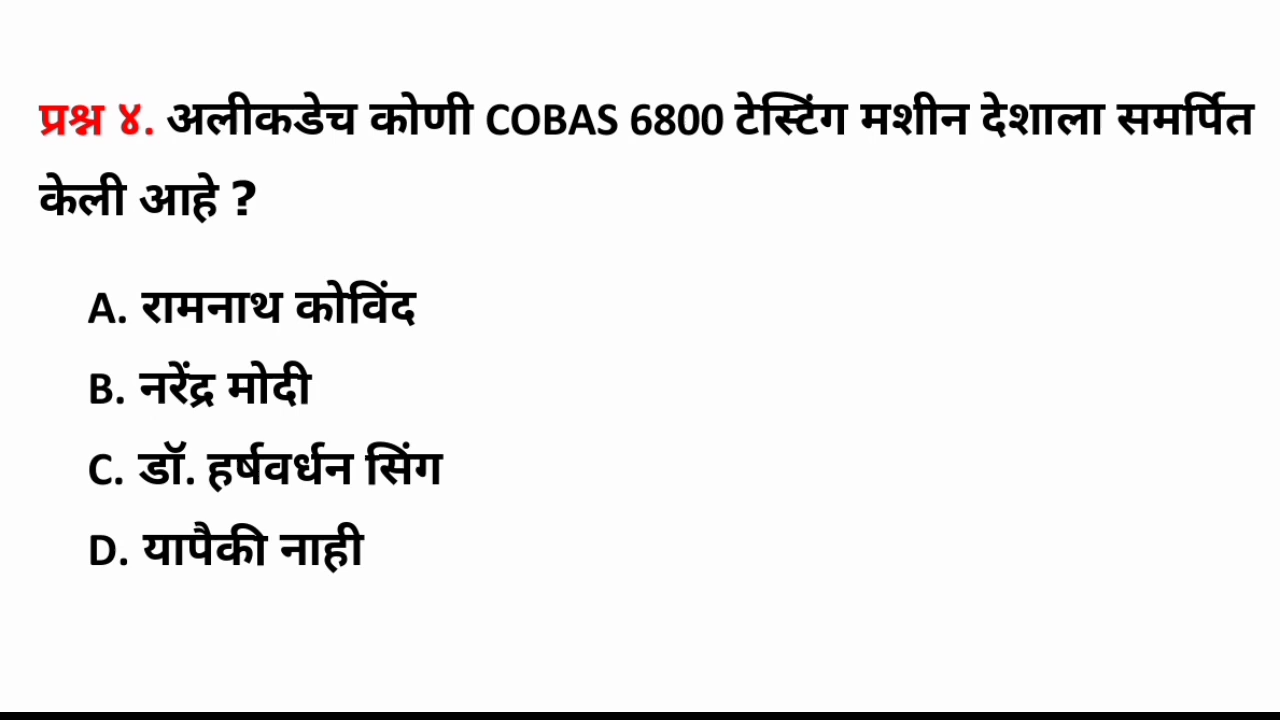 प्रश्न ४. अलीकडेच कोणी COBAS 6800 टेस्टिंग मशीन देशाला समर्पित
केली आहे ?
A. रामनाथ कोविंद
B. नरेंद्र मोदी
C. डॉ. हर्षवर्धन सिंग
D. यापैकी नाही